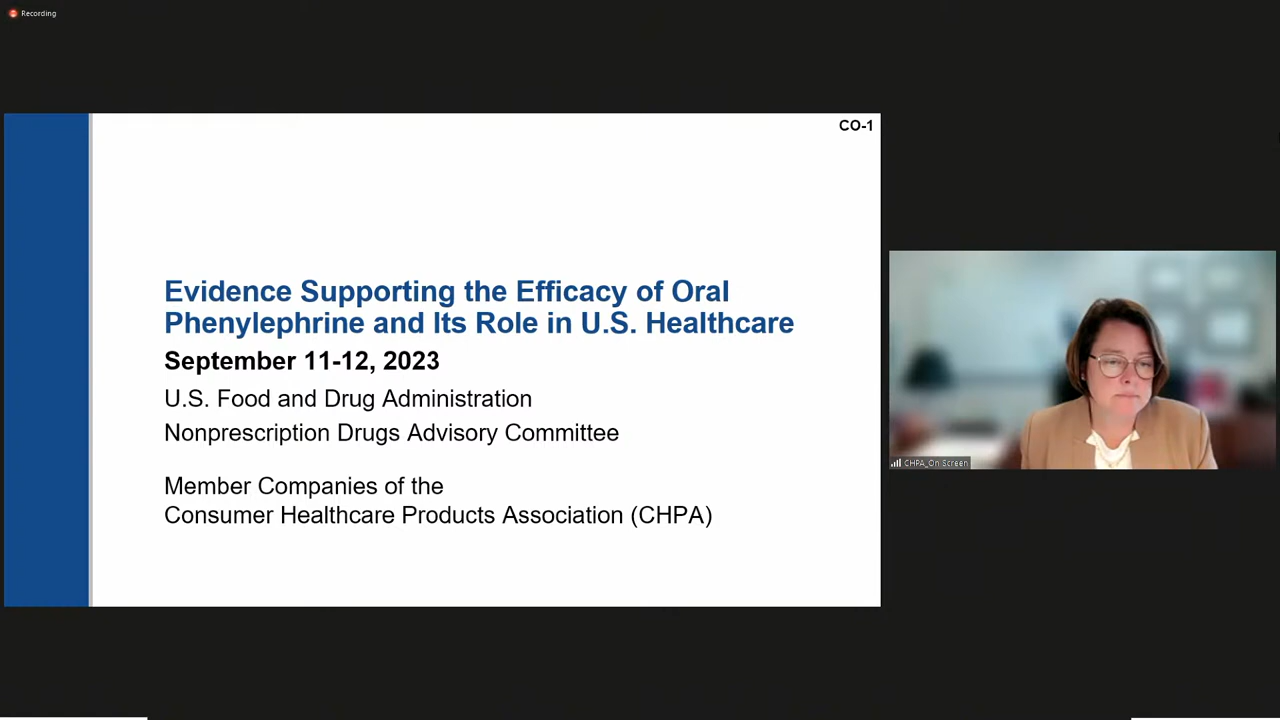 Recording
CO-1
Evidence Supporting the Efficacy of Oral
Phenylephrine and Its Role in U.S. Healthcare
September 11-12, 2023
U.S. Food and Drug Administration
Nonprescription Drugs Advisory Committee
Member Companies of the
Consumer Healthcare Products Association (CHPA)
CHPA_On Screen